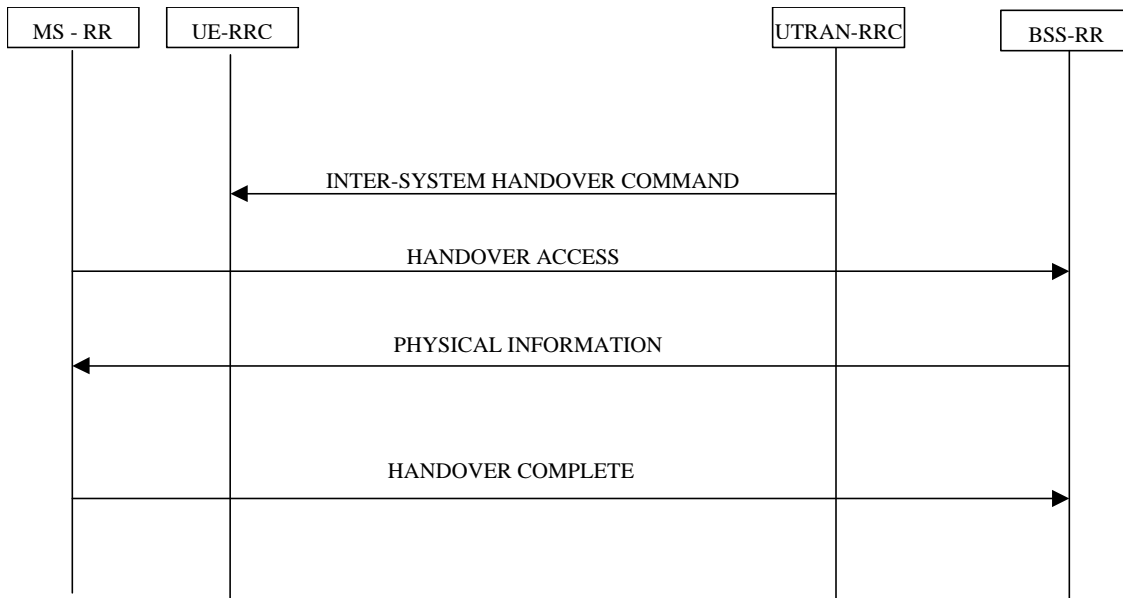 MS - RR
UE-RRC
UTRAN-RRC
BSS-RR
INTER-SYSTEM HANDOVER COMMAND
HANDOVER ACCESS
PHYSICAL INFORMATION
HANDOVER COMPLETE